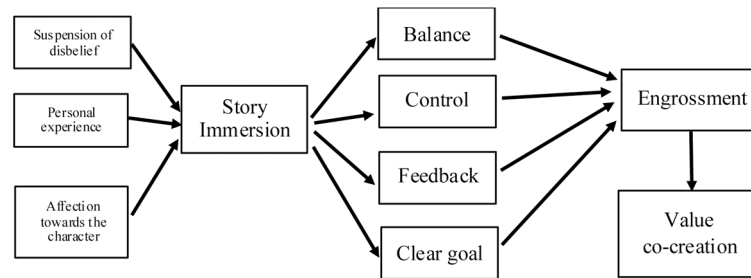 Suspension of
disbelief
Personal
experience
Affection
towards the
character
Story
Immersion
Balance
Control
Feedback
Clear goal
Engrossment
Value
co-creation